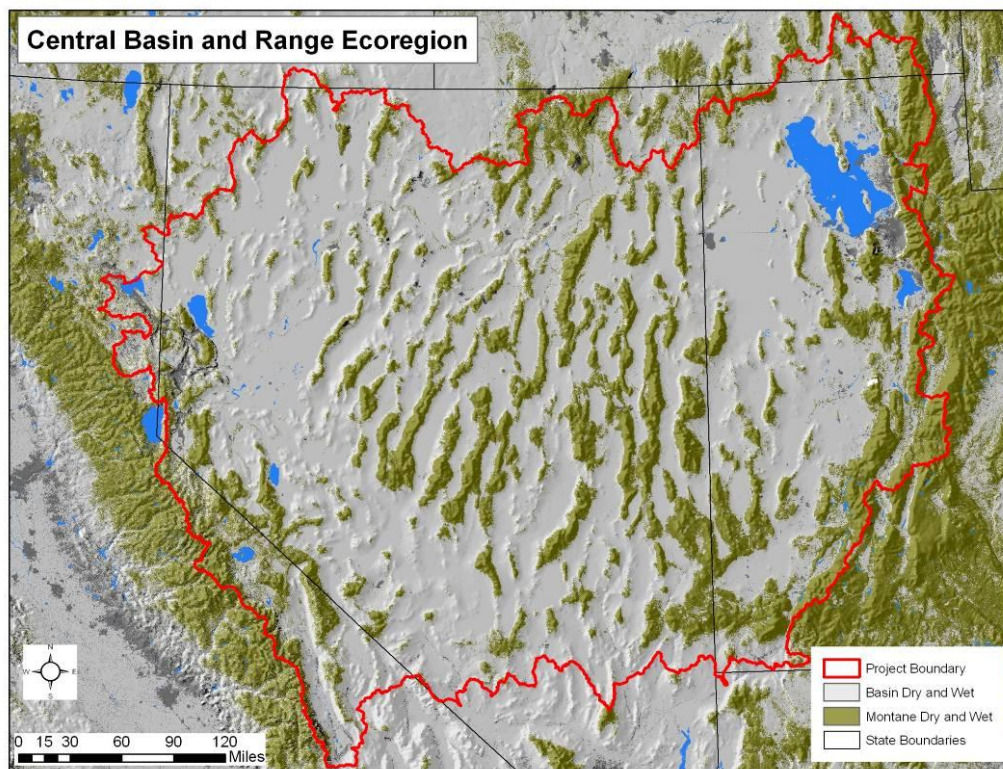 Central Basin and Range Ecoregion
N
W E
S
0 15 30 60 90 120
Miles
Project Boundary
Basin Dry and Wet
Montane Dry and Wet
State Boundaries